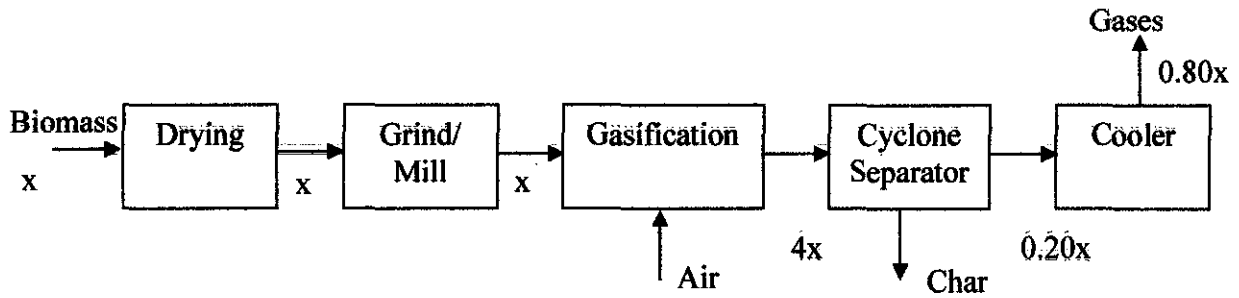 Gases
0.80x
Biomass
x
Drying
x
Grind/
Mill
x
Gasification
Air
4x
Cyclone
Separator
Char
0.20x
Cooler